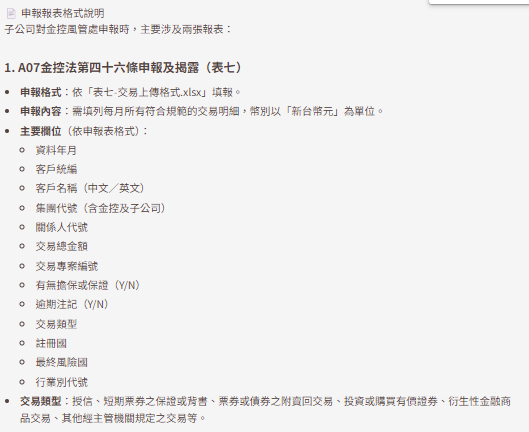 📄 申報報表格式說明
子公司對金控風管處申報時，主要涉及兩張報表：
1. A07金控法第四十六條申報及揭露（表七）
• 申報格式：依「表七-交易上傳格式.xlsx」填報。
• 申報內容：需填列每月所有符合規範的交易明細，幣別以「新台幣元」為單位。
• 主要欄位（依申報表格式）：
○ 資料年月
○ 客戶統編
○ 客戶名稱（中文／英文）
○ 集團代號（含金控及子公司）
○ 關係人代號
○ 交易總金額
○ 交易專案編號
○ 有無擔保或保證（Y/N）
○ 逾期注記（Y/N）
○ 交易類型
○ 註冊國
○ 最終風險國
○ 行業別代號
• 交易類型：授信、短期票券之保證或背書、票券或債券之附賣回交易、投資或購買有價證券、衍生性金融商
品交易、其他經主管機關規定之交易等。